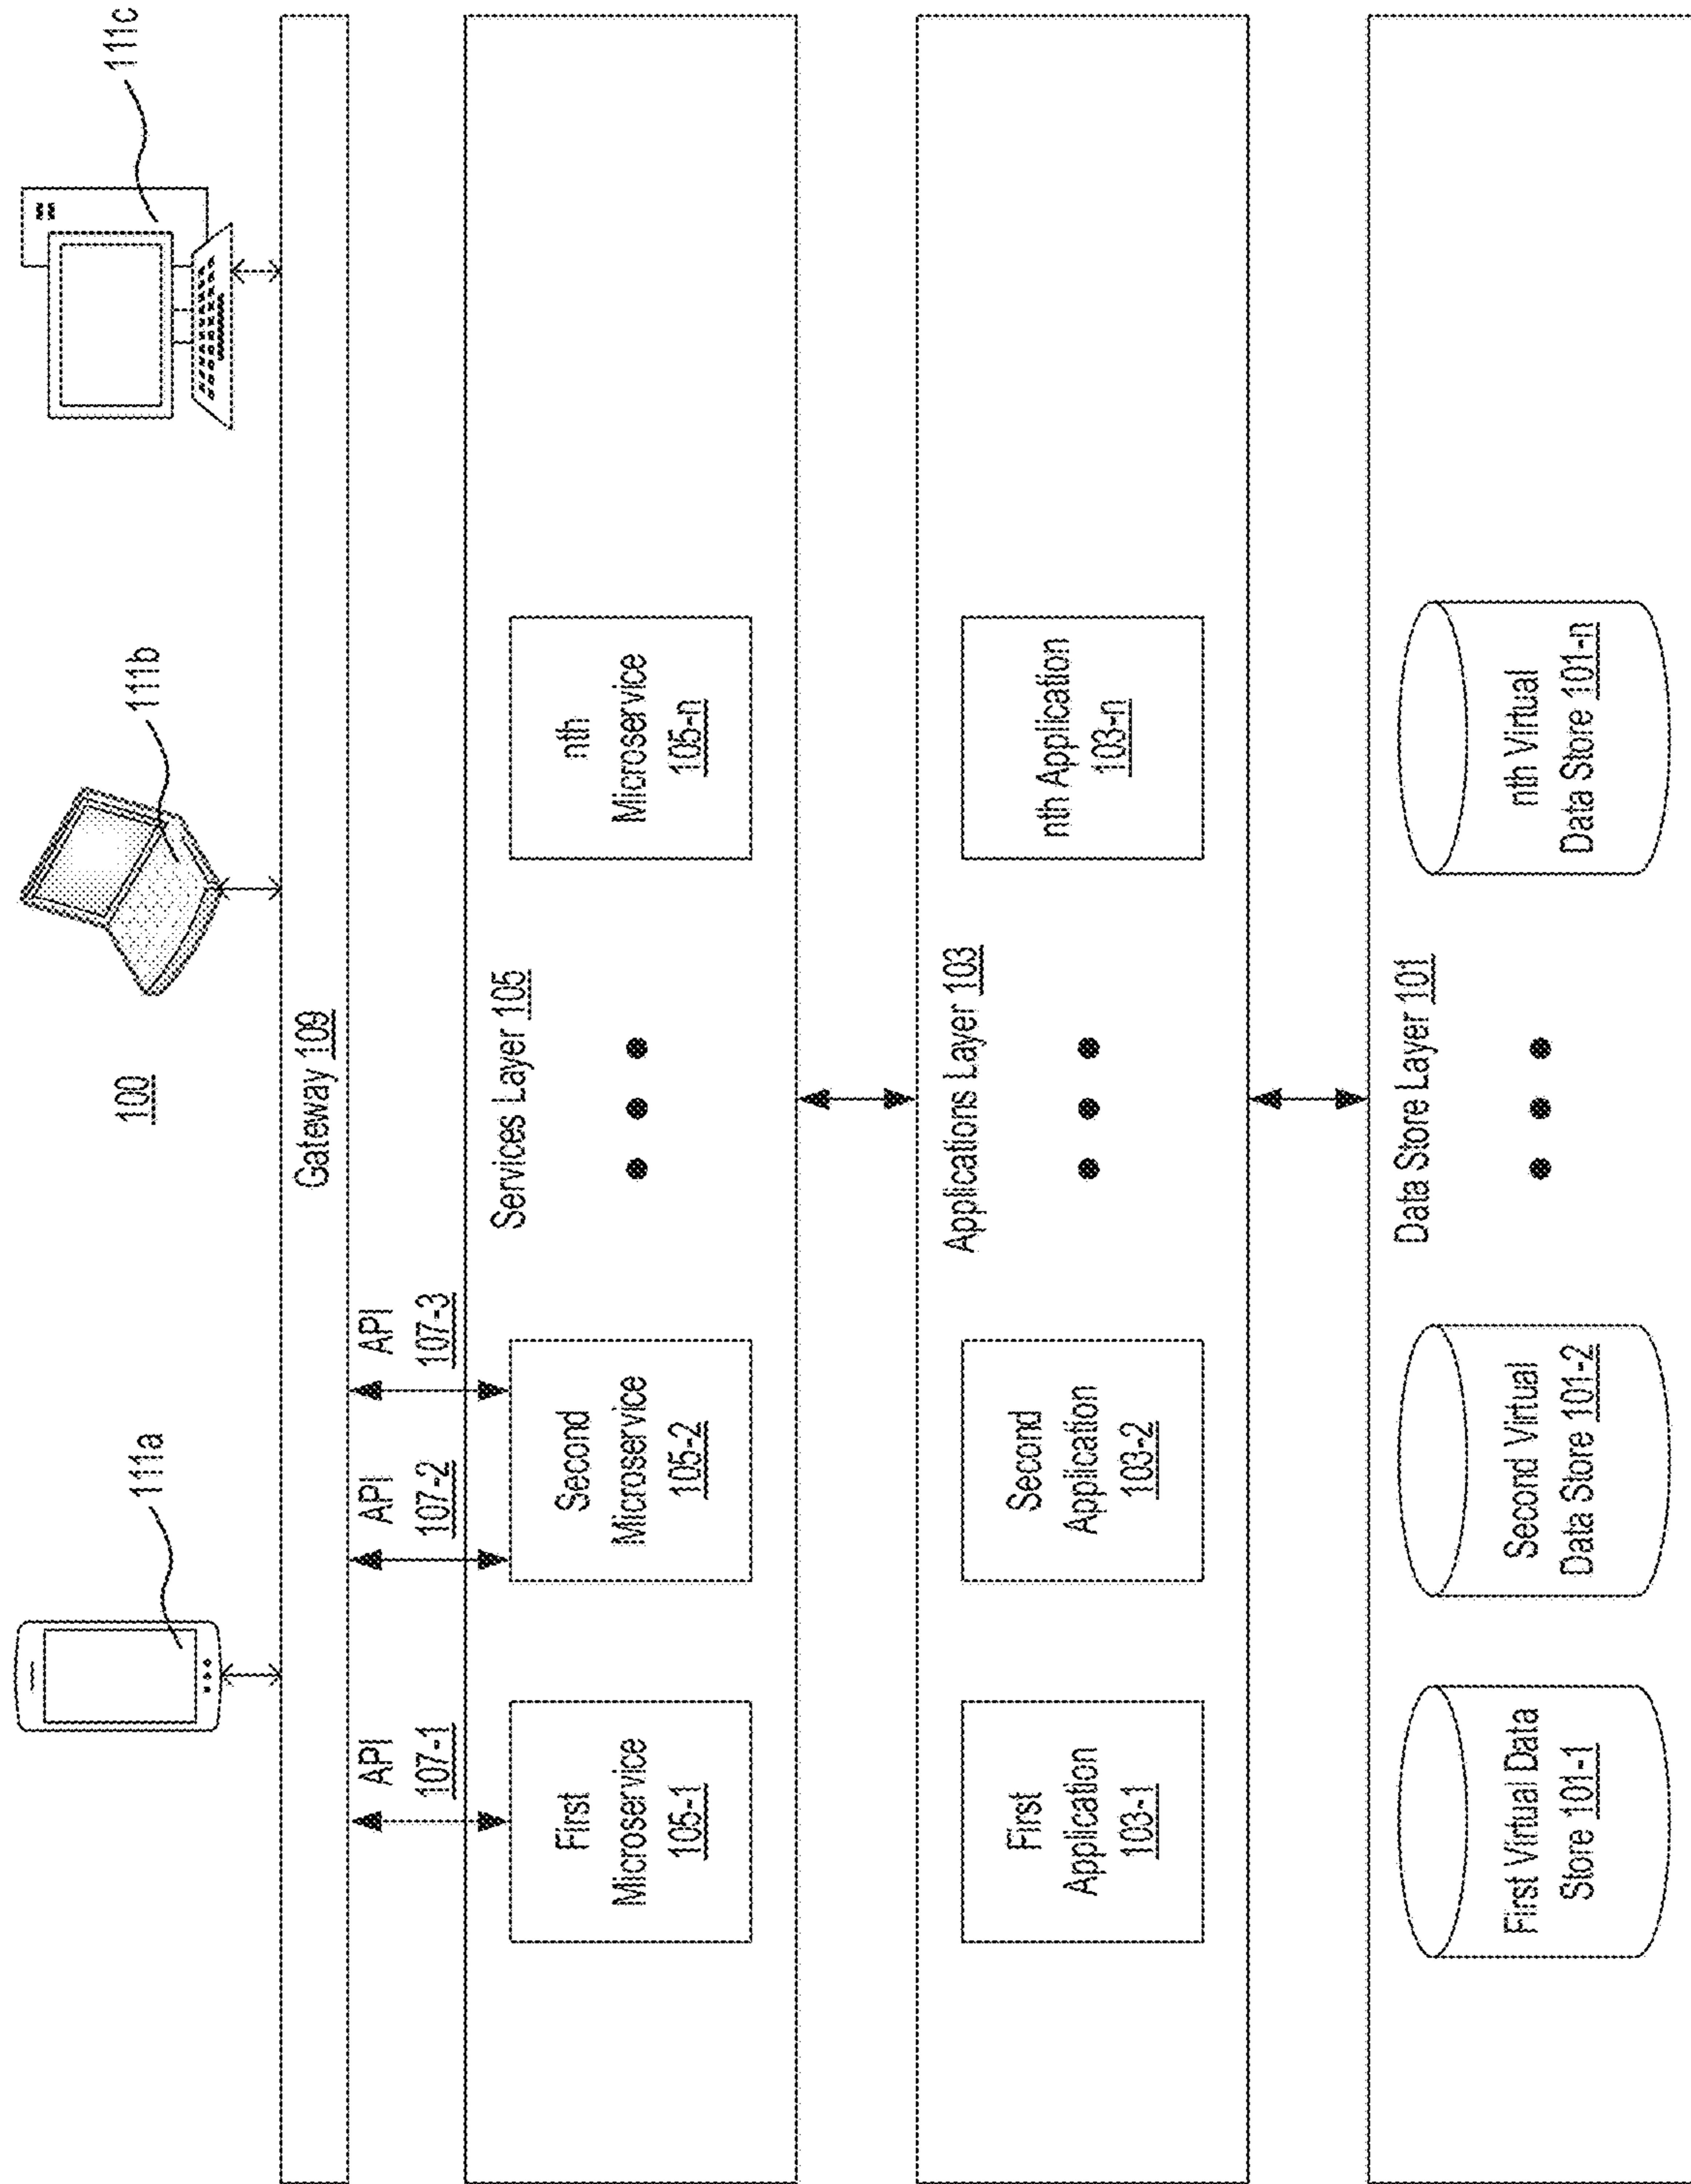 100
111a
111b
111c
Gateway 109
API
107-1
API
107-2
API
107-3
Services Layer 105
First
Microservice
105-1
Second
Microservice
105-2
nth
Microservice
105-n
Applications Layer 103
First
Application
103-1
Second
Application
103-2
nth Application
103-n
Data Store Layer 101
First Virtual Data
Store 101-1
Second Virtual
Data Store 101-2
nth Virtual
Data Store 101-n